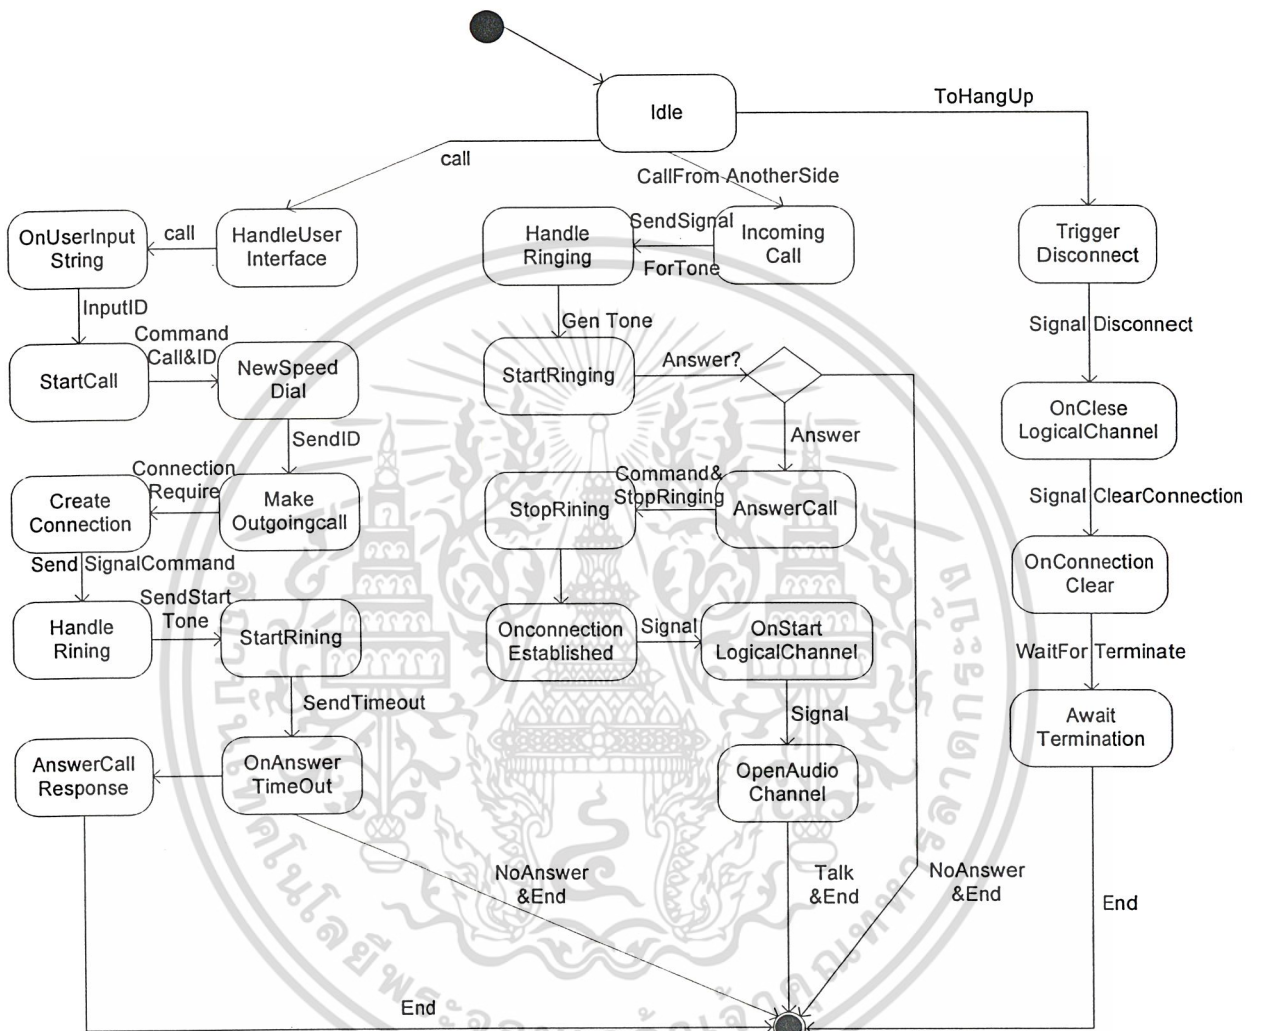 Idle
ToHangUp
call
CallFrom AnotherSide
OnUserInput
String
call
HandleUser
Interface
Handle
Ringing
SendSignal
ForTone
Incoming
Call
Trigger
Disconnect
InputID
Gen Tone
Signal Disconnect
StartCall
Command
Call&ID
NewSpeed
Dial
StartRinging
Answer?
OnClese
LogicalChannel
SendID
Answer
Create
Connection
Connection
Require
Make
Outgoingcall
StopRining
Command&
StopRinging
AnswerCall
Signal ClearConnection
Send SignalCommand
OnConnection
Clear
Handle
Rining
SendStart
Tone
StartRining
Onconnection
Established
Signal
OnStart
LogicalChannel
WaitFor Terminate
SendTimeout
Signal
Await
Termination
AnswerCall
Response
OnAnswer
TimeOut
OpenAudio
Channel
NoAnswer
&End
Talk
&End
NoAnswer
&End
End
End